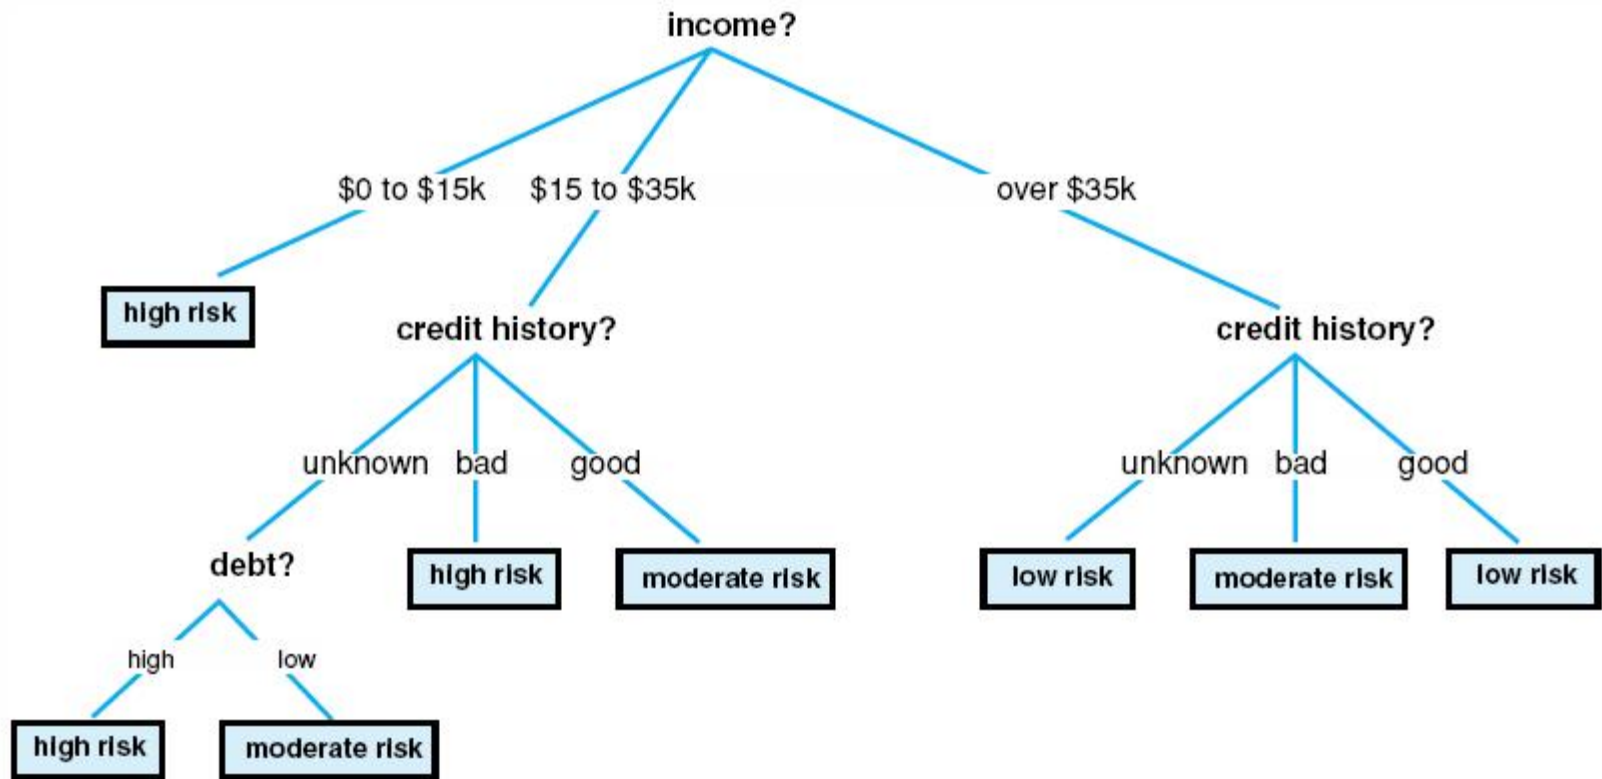 income?
$0 to $15k
$15 to $35k
over $35k
high risk
credit history?
credit history?
unknown
bad
good
unknown
bad
good
debt?
high risk
moderate risk
low risk
moderate risk
low risk
high
low
high risk
moderate risk